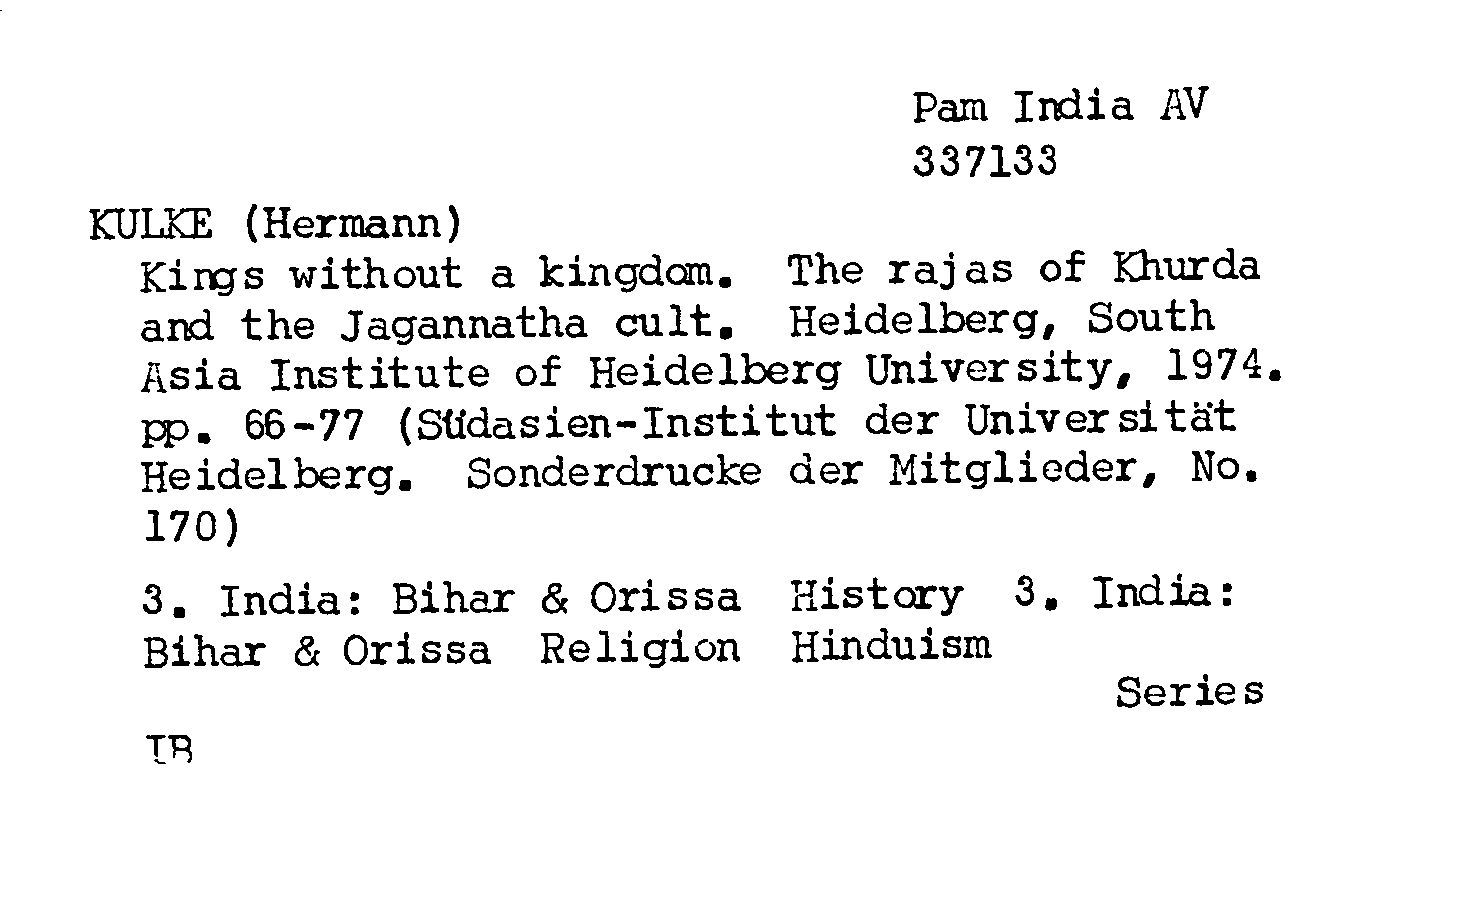 Pam India AV
337133
KULKE (Hermann)
Kings without a kingdom. The rajas of Khurda
and the Jagannatha cult. Heidelberg, South
Asia Institute of Heidelberg University, 1974.
pp. 66-77 (Südasien-Institut der Universität
Heidelberg. Sonderdrucke der Mitglieder, No.
170)
3. India: Bihar & Orissa History 3. India:
Bihar & Orissa Religion Hinduism
Series